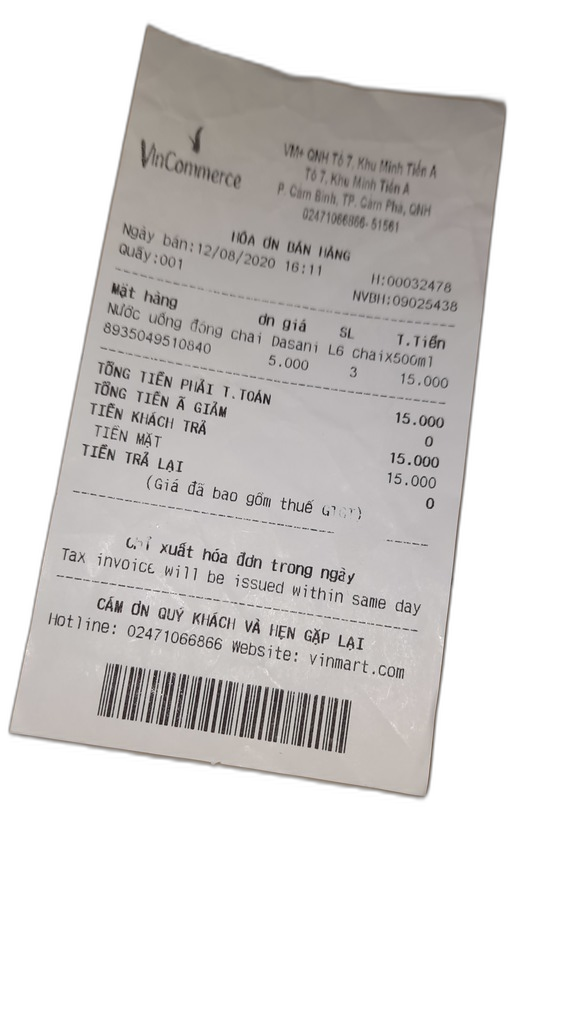 VinCommerce
VM+ QNH Tổ 7, Khu Minh Tiến A
Tổ 7, Khu Minh Tiến A
P. Cẩm Bình, TP. Cẩm Phả, QNH
02471066866-51561
HÓA ƠN BÁN HÀNG
Ngày bán:12/08/2020 16:11 H:00032478
Quầy:001 NVBH:09025438
Mặt hàng ơn giá SL T.Tiền
Nước uống đóng chai Dasani L6 chaix500ml
8935049510840 5.000 3 15.000
TỔNG TIỀN PHẢI T.TOÁN 15.000
TỔNG TIỀN Ã GIẢM 0
TIỀN KHÁCH TRẢ 15.000
TIỀN MẶT 15.000
TIỀN TRẢ LẠI 0
(Giá đã bao gồm thuế GTGT)
Chỉ xuất hóa đơn trong ngày
Tax invoice will be issued within same day
CẢM ƠN QUÝ KHÁCH VÀ HẸN GẶP LẠI
Hotline: 02471066866 Website: vinmart.com